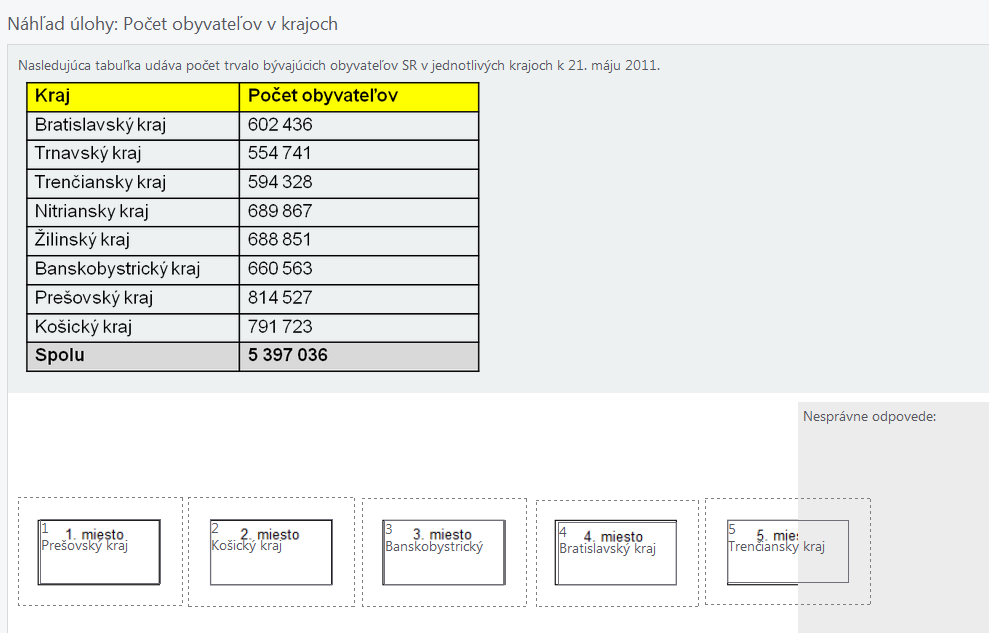 Náhľad úlohy: Počet obyvateľov v krajoch
Nasledujúca tabuľka udáva počet trvalo bývajúcich obyvateľov SR v jednotlivých krajoch k 21. máju 2011.
Kraj Počet obyvateľov
Bratislavský kraj 602 436
Trnavský kraj 554 741
Trenčiansky kraj 594 328
Nitriansky kraj 689 867
Žilinský kraj 688 851
Banskobystrický kraj 660 563
Prešovský kraj 814 527
Košický kraj 791 723
Spolu 5 397 036
Nesprávne odpovede:
1
1. miesto
Prešovský kraj
2
2. miesto
Košický kraj
3
3. miesto
Banskobystrický
4
4. miesto
Bratislavský kraj
5
5. mies
Trenčiansky kraj